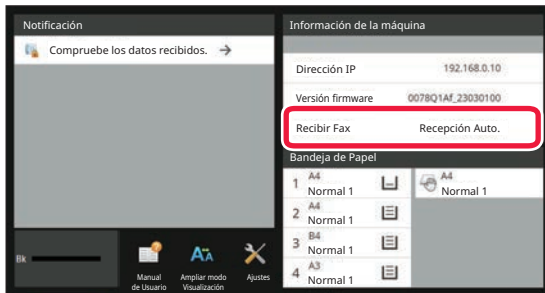 Notificación
Compruebe los datos recibidos.
Información de la máquina
Dirección IP 192.168.0.10
Versión firmware 0078Q1Af_23030100
Recibir Fax Recepción Auto.
Bandeja de Papel
1 A4
Normal 1
A4
Normal 1
2 A4
Normal 1
3 B4
Normal 1
4 A3
Normal 1
Bk
Manual
de Usuario
Ampliar modo
Visualización
Ajustes